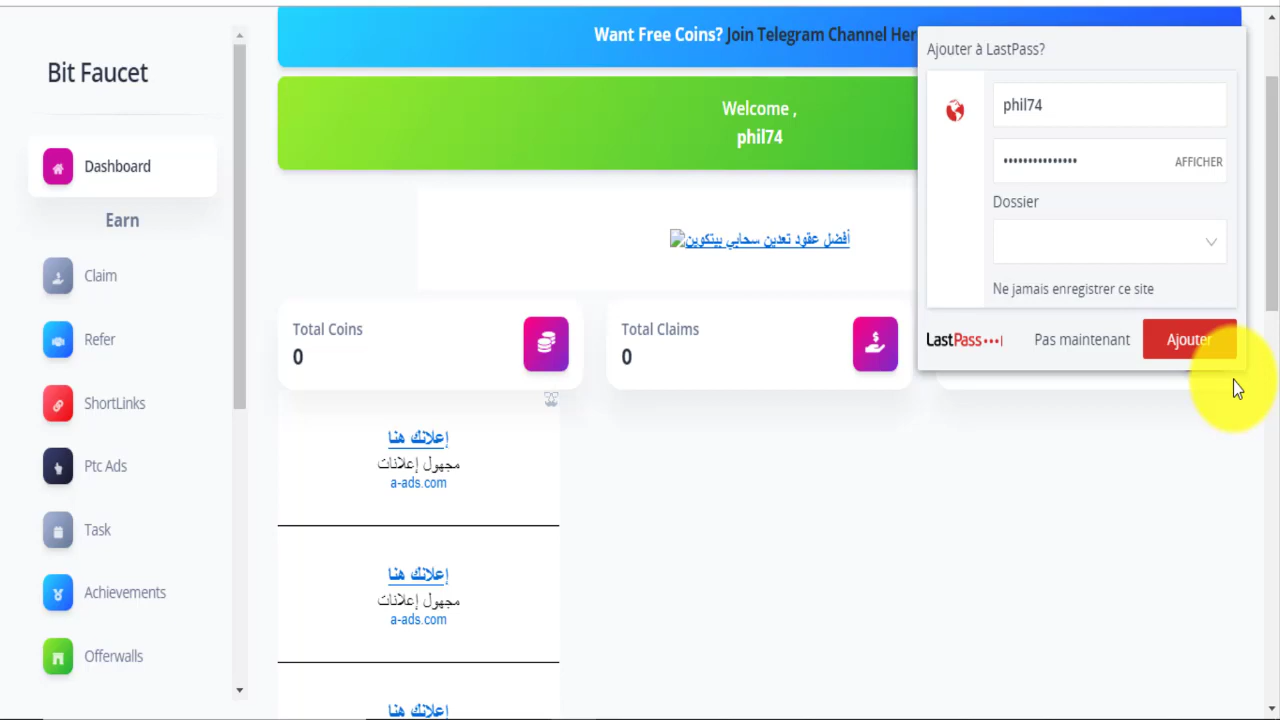 Want Free Coins? Join Telegram Channel Her
Bit Faucet
Dashboard
Earn
Claim
Refer
ShortLinks
Ptc Ads
Task
Achievements
Offerwalls
Welcome ,
phil74
أفضل عقود تعدين سحابي بيتكوين
Total Coins
0
Total Claims
0
إعلانك هنا
مجهول إعلانات
a-ads.com
إعلانك هنا
مجهول إعلانات
a-ads.com
إعلانك هنا
Ajouter à LastPass?
phil74
•••••••••••••••
AFFICHER
Dossier
Ne jamais enregistrer ce site
LastPass•••|
Pas maintenant
Ajouter